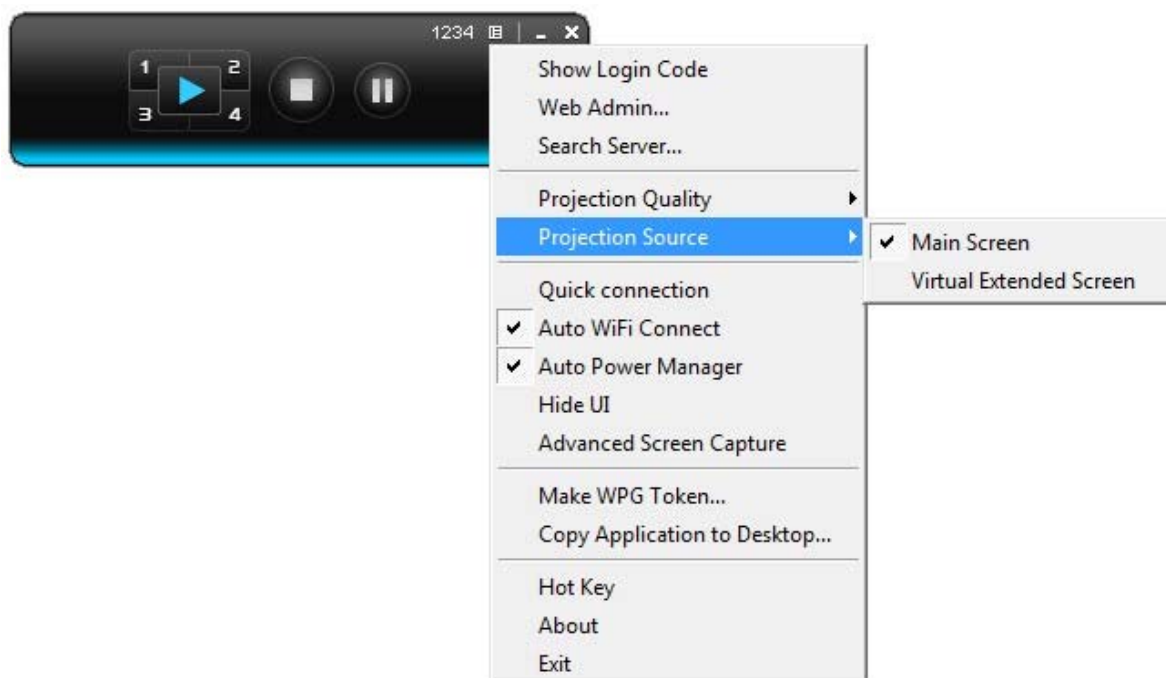 1234
1 2
3 4
Show Login Code
Web Admin...
Search Server...
Projection Quality
Projection Source
Main Screen
Virtual Extended Screen
Quick connection
Auto WiFi Connect
Auto Power Manager
Hide UI
Advanced Screen Capture
Make WPG Token...
Copy Application to Desktop...
Hot Key
About
Exit